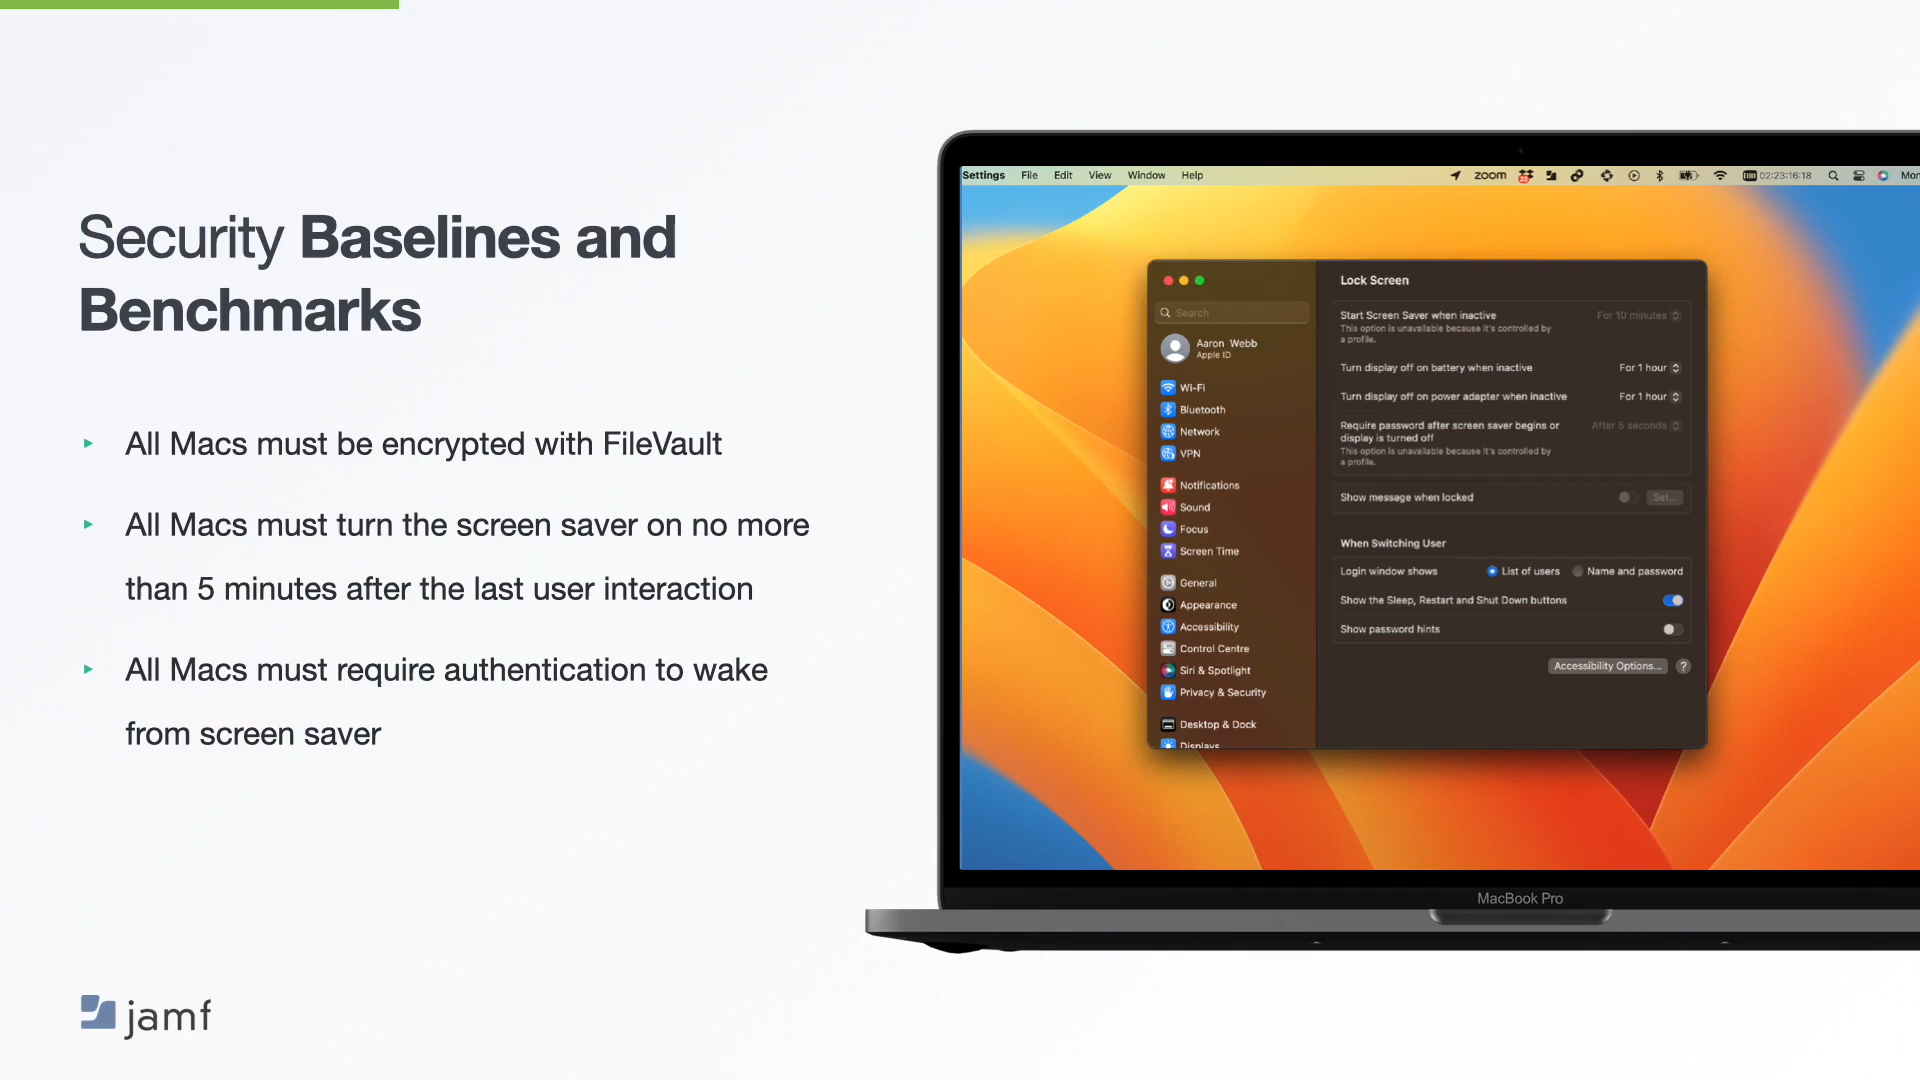 Security Baselines and
Benchmarks
All Macs must be encrypted with FileVault
All Macs must turn the screen saver on no more
than 5 minutes after the last user interaction
All Macs must require authentication to wake
from screen saver
jamf
Settings File Edit View Window Help zoom 02:23:16:18 Mon
Search
Aaron Webb
Apple ID
Wi-Fi
Bluetooth
Network
VPN
Notifications
Sound
Focus
Screen Time
General
Appearance
Accessibility
Control Centre
Siri & Spotlight
Privacy & Security
Desktop & Dock
Displays
Lock Screen
Start Screen Saver when inactive For 10 minutes
This option is unavailable because it's controlled by
a profile.
Turn display off on battery when inactive For 1 hour
Turn display off on power adapter when inactive For 1 hour
Require password after screen saver begins or After 5 seconds
display is turned off
This option is unavailable because it's controlled by
a profile.
Show message when locked Set...
When Switching User
Login window shows List of users Name and password
Show the Sleep, Restart and Shut Down buttons
Show password hints
Accessibility Options... ?
MacBook Pro